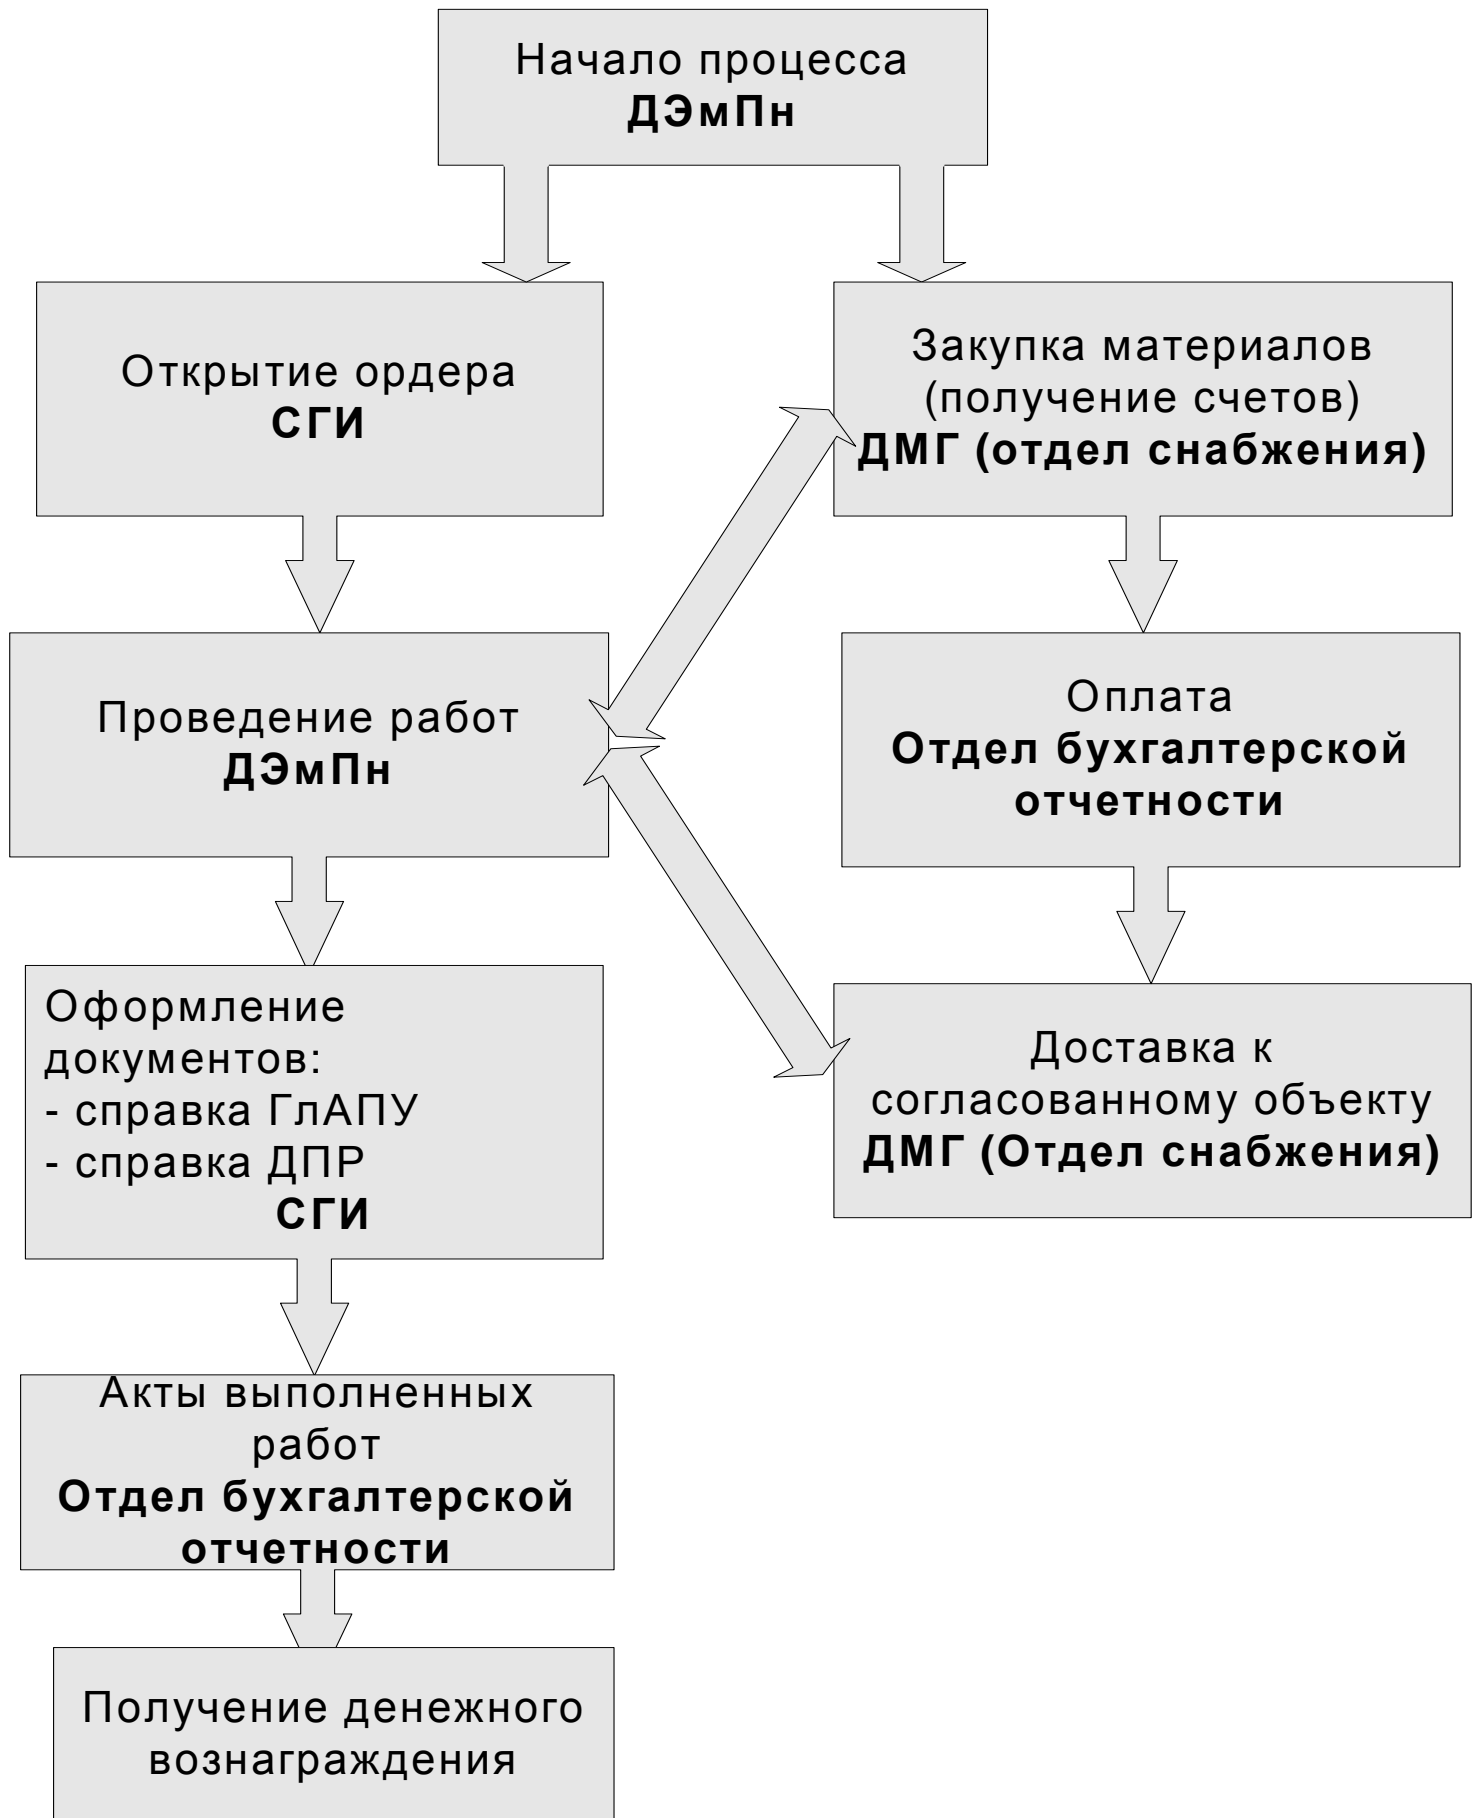 Начало процесса
ДЭмПн
Открытие ордера
СГИ
Закупка материалов
(получение счетов)
ДМГ (отдел снабжения)
Проведение работ
ДЭмПн
Оплата
Отдел бухгалтерской
отчетности
Оформление
документов:
- справка ГлАПУ
- справка ДПР
СГИ
Доставка к
согласованному объекту
ДМГ (Отдел снабжения)
Акты выполненных
работ
Отдел бухгалтерской
отчетности
Получение денежного
вознаграждения